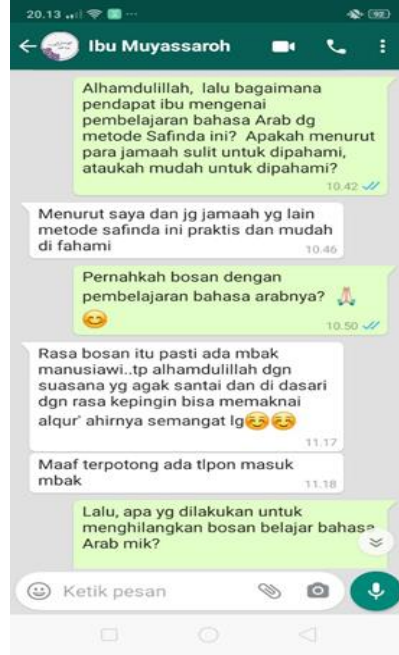 20.13
92
Ibu Muyassaroh
Alhamdulillah, lalu bagaimana
pendapat ibu mengenai
pembelajaran bahasa Arab dg
metode Safinda ini? Apakah menurut
para jamaah sulit untuk dipahami,
ataukah mudah untuk dipahami?
10.42
Menurut saya dan jg jamaah yg lain
metode safinda ini praktis dan mudah
di fahami
10.46
Pernahkah bosan dengan
pembelajaran bahasa arabnya? 🙏🏻
😊
10.50
Rasa bosan itu pasti ada mbak
manusiawi..tp alhamdulillah dgn
suasana yg agak santai dan di dasari
dgn rasa kepingin bisa memaknai
alqur' ahirnya semangat lg☺️☺️
11.17
Maaf terpotong ada tlpon masuk
mbak
11.18
Lalu, apa yg dilakukan untuk
menghilangkan bosan belajar bahasa
Arab mik?
Ketik pesan